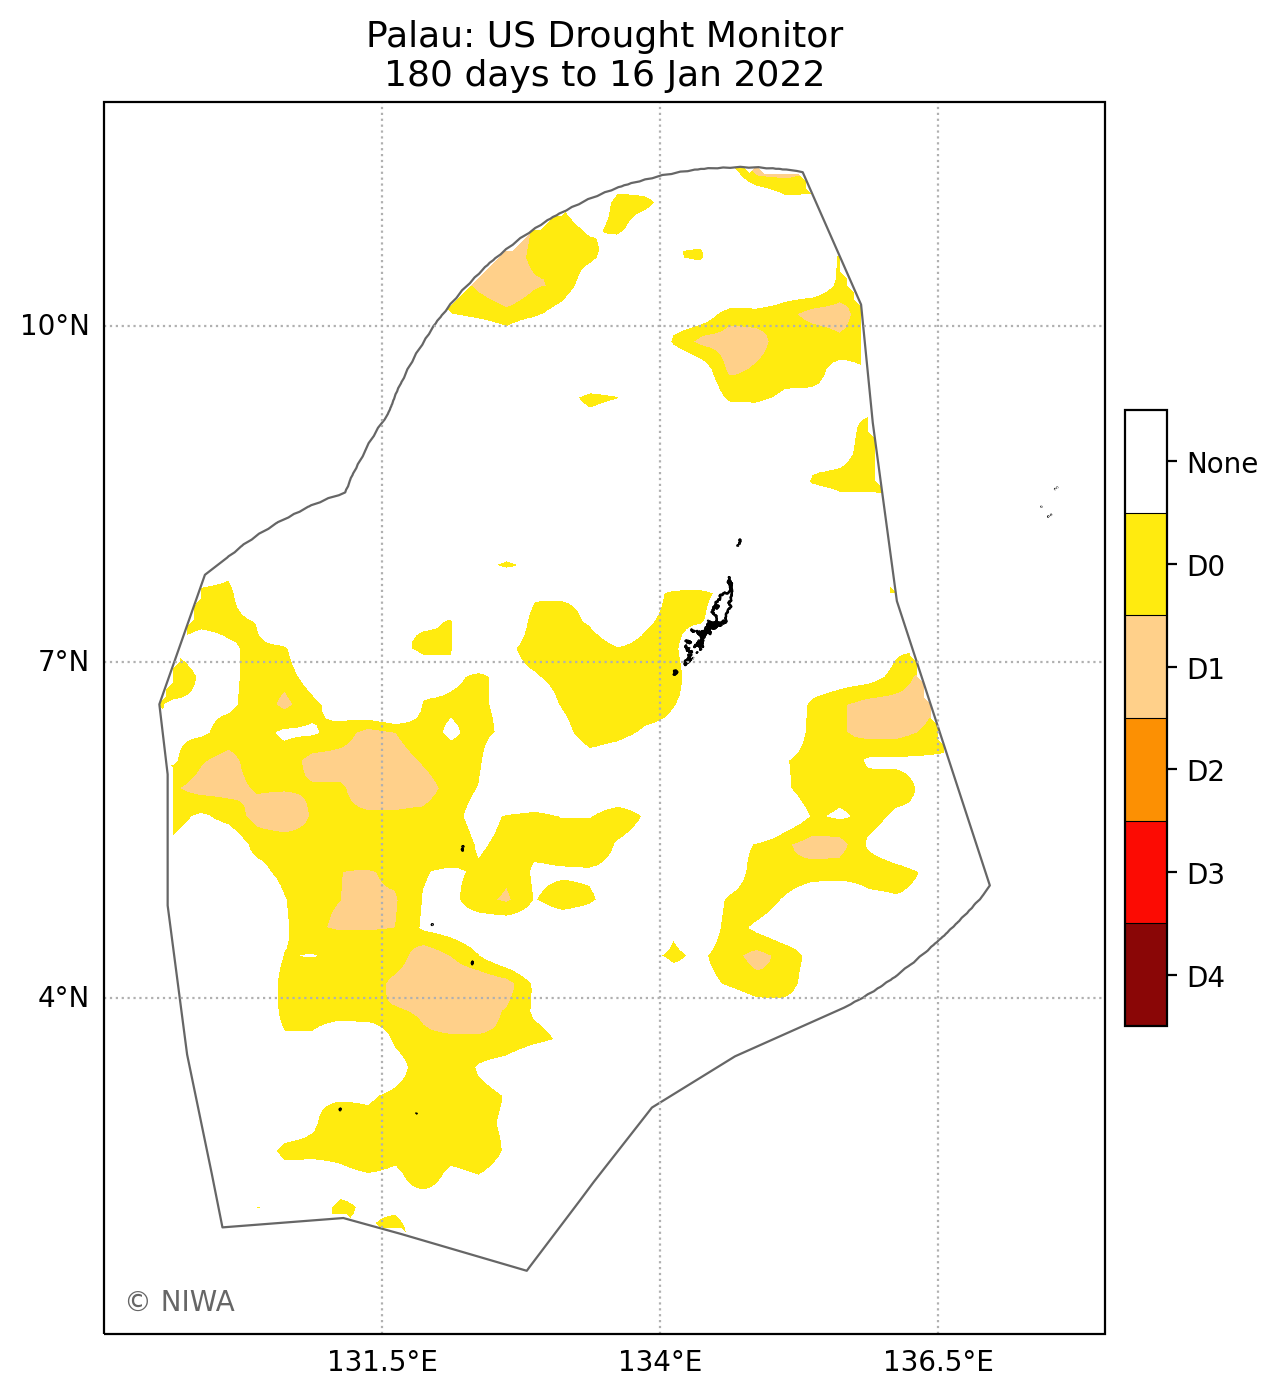 Palau: US Drought Monitor
180 days to 16 Jan 2022
10°N
7°N
4°N
131.5°E
134°E
136.5°E
None
D0
D1
D2
D3
D4
© NIWA